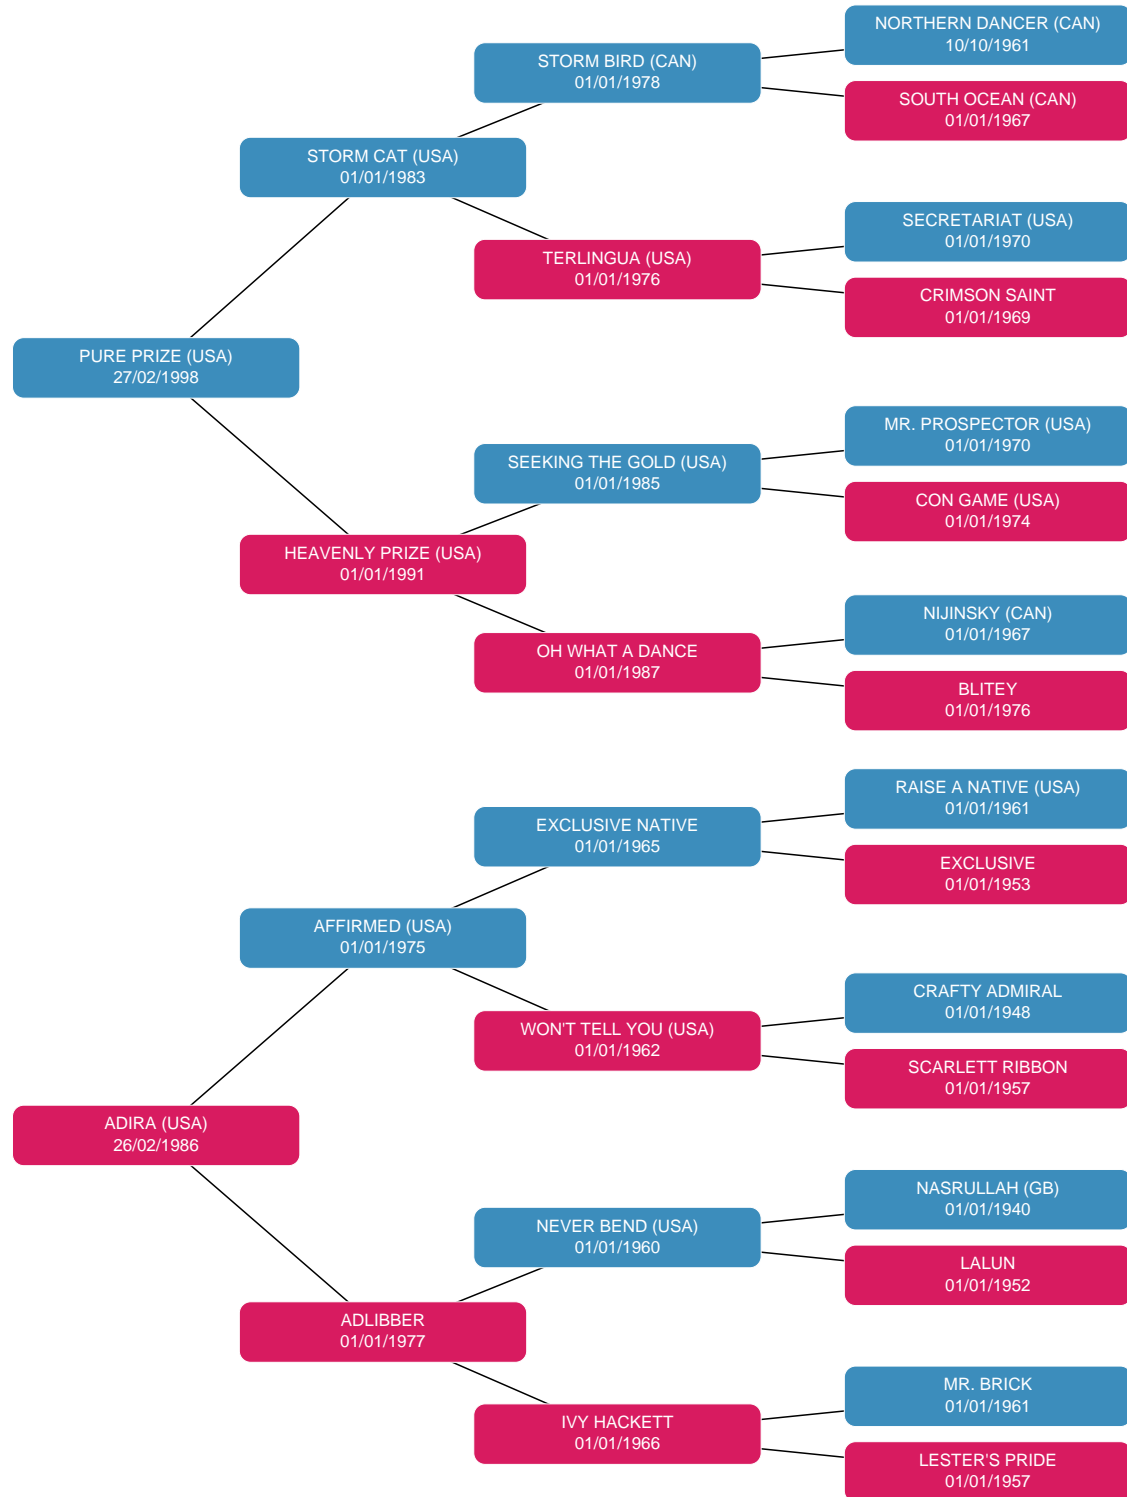 NORTHERN DANCER (CAN)
10/10/1961
STORM BIRD (CAN)
01/01/1978
SOUTH OCEAN (CAN)
01/01/1967
STORM CAT (USA)
01/01/1983
SECRETARIAT (USA)
01/01/1970
TERLINGUA (USA)
01/01/1976
CRIMSON SAINT
01/01/1969
PURE PRIZE (USA)
27/02/1998
MR. PROSPECTOR (USA)
01/01/1970
SEEKING THE GOLD (USA)
01/01/1985
CON GAME (USA)
01/01/1974
HEAVENLY PRIZE (USA)
01/01/1991
NIJINSKY (CAN)
01/01/1967
OH WHAT A DANCE
01/01/1987
BLITEY
01/01/1976
RAISE A NATIVE (USA)
01/01/1961
EXCLUSIVE NATIVE
01/01/1965
EXCLUSIVE
01/01/1953
AFFIRMED (USA)
01/01/1975
CRAFTY ADMIRAL
01/01/1948
WON'T TELL YOU (USA)
01/01/1962
SCARLETT RIBBON
01/01/1957
ADIRA (USA)
26/02/1986
NASRULLAH (GB)
01/01/1940
NEVER BEND (USA)
01/01/1960
LALUN
01/01/1952
ADLIBBER
01/01/1977
MR. BRICK
01/01/1961
IVY HACKETT
01/01/1966
LESTER'S PRIDE
01/01/1957